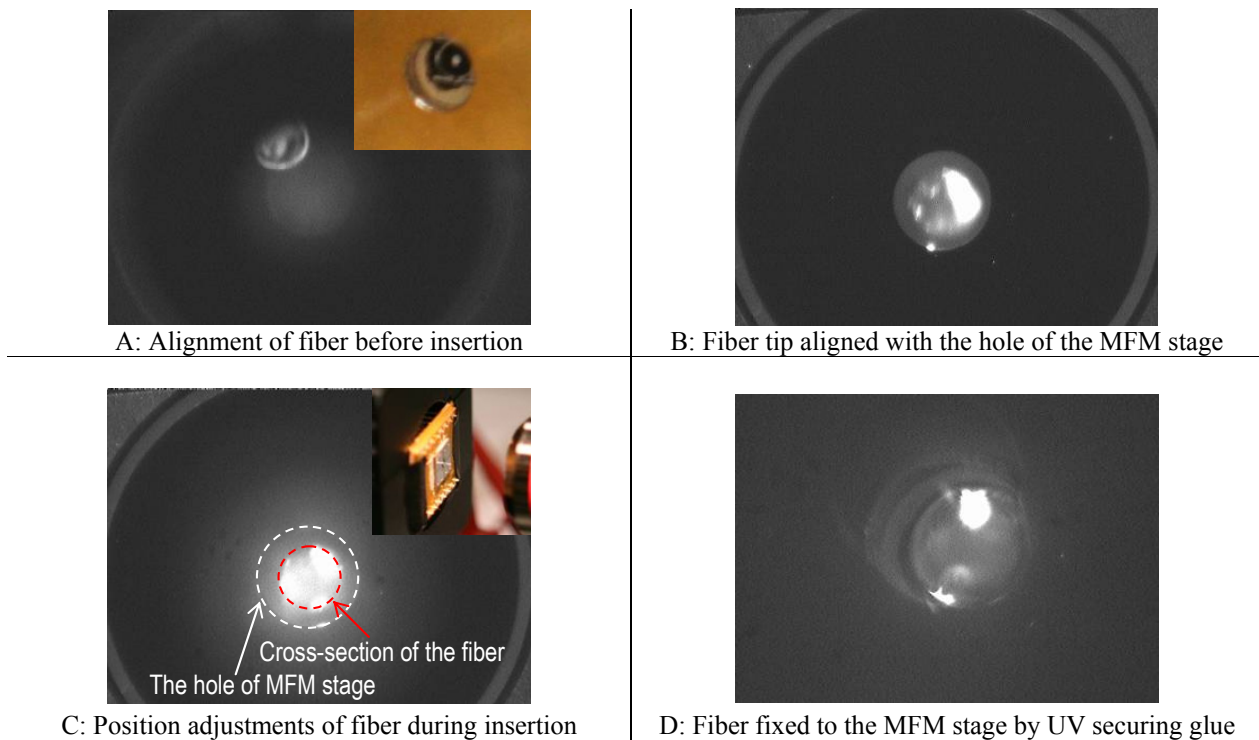 A: Alignment of fiber before insertion
B: Fiber tip aligned with the hole of the MFM stage
Cross-section of the fiber
The hole of MFM stage
C: Position adjustments of fiber during insertion
D: Fiber fixed to the MFM stage by UV securing glue